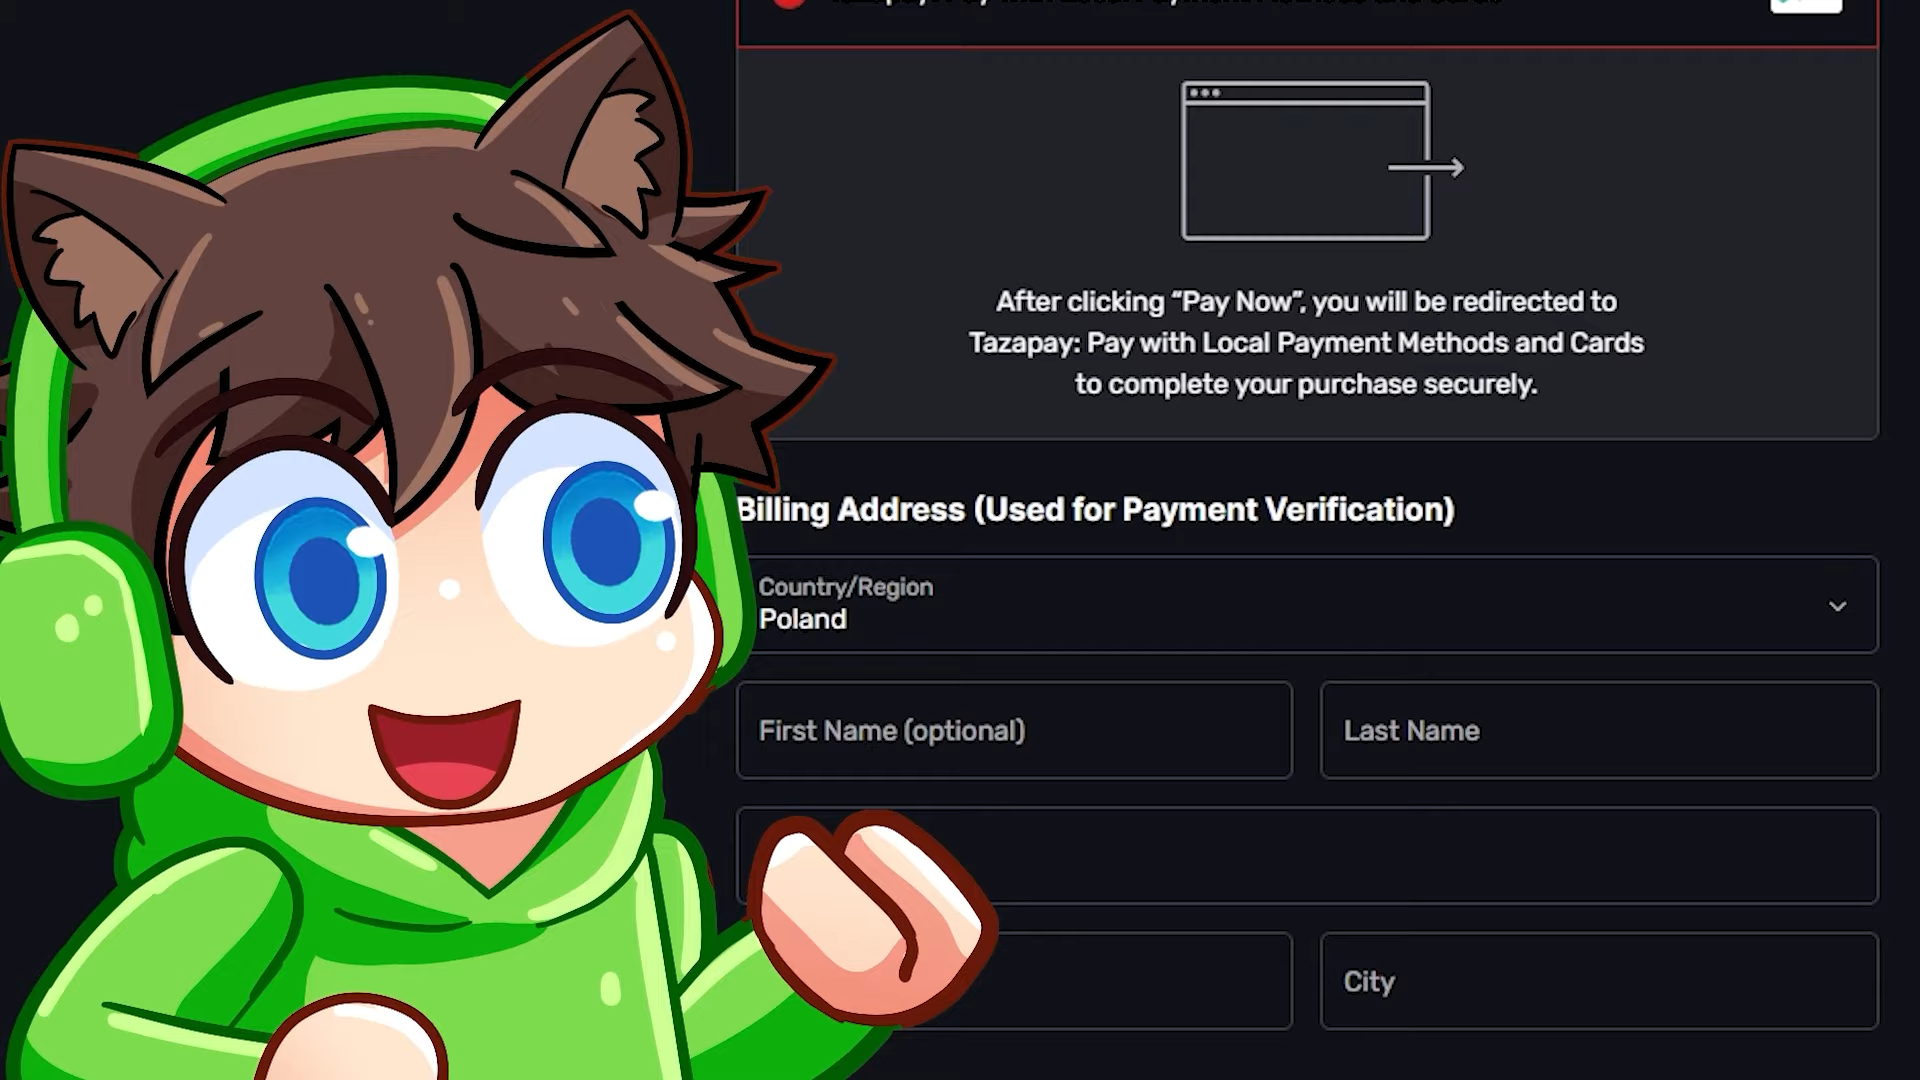 After clicking “Pay Now”, you will be redirected to
Tazapay: Pay with Local Payment Methods and Cards
to complete your purchase securely.
Billing Address (Used for Payment Verification)
Country/Region
Poland
First Name (optional)
Last Name
City